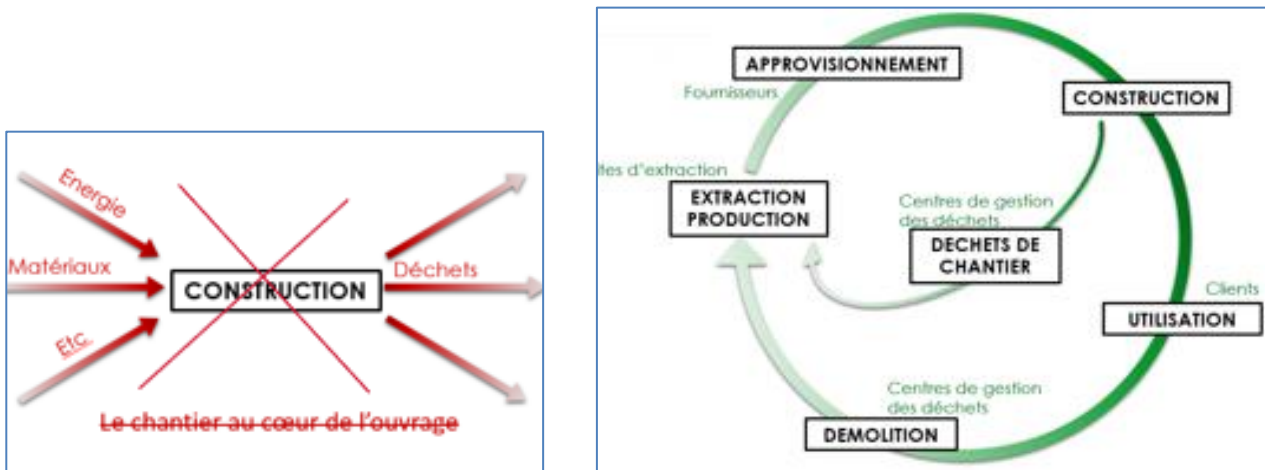 Energie
Matériaux
Etc.
CONSTRUCTION
Déchets
Le chantier au cœur de l'ouvrage
APPROVISIONNEMENT
Fournisseurs
CONSTRUCTION
ites d"extraction
EXTRACTION
PRODUCTION
Centres de gestion
des déchets
DECHETS DE
CHANTIER
Clients
UTILISATION
Centres de gestion
des déchets
DEMOLITION